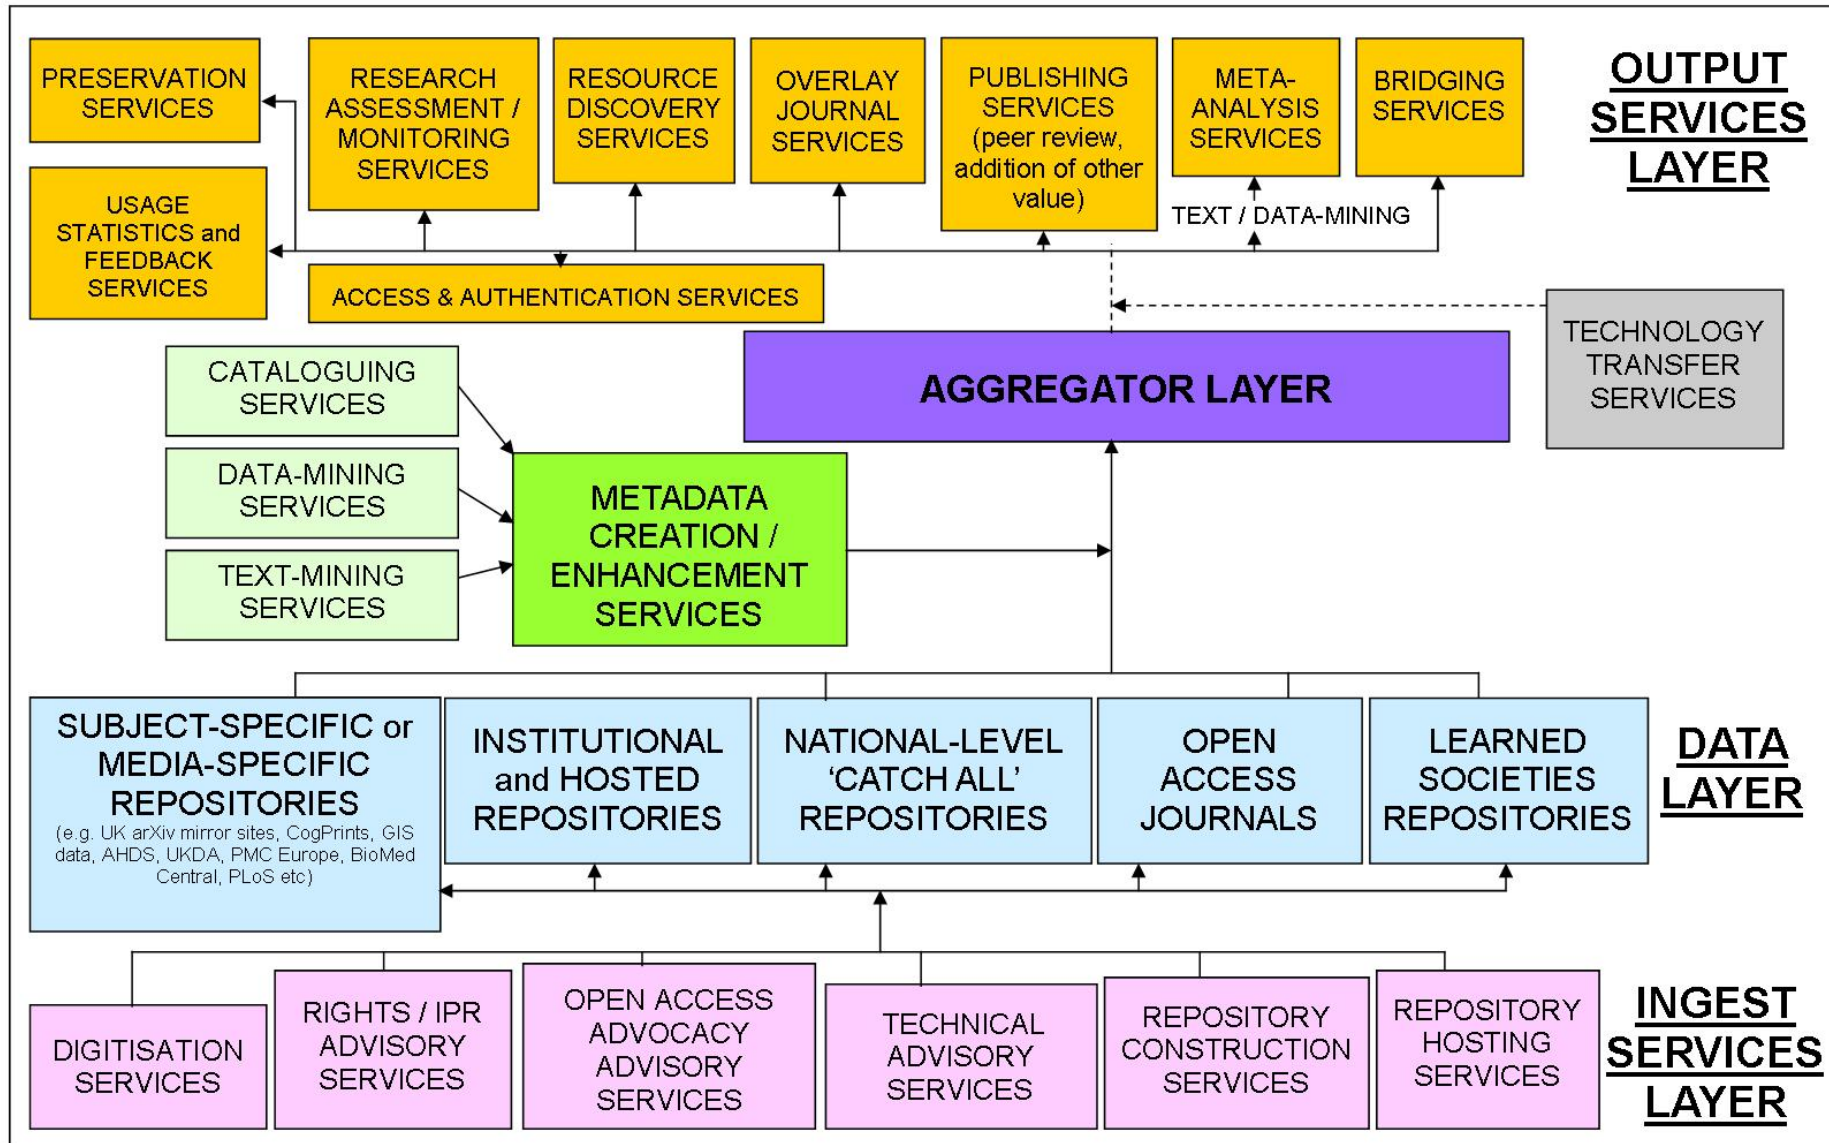 PRESERVATION
SERVICES
RESEARCH
ASSESSMENT /
MONITORING
SERVICES
RESOURCE
DISCOVERY
SERVICES
OVERLAY
JOURNAL
SERVICES
PUBLISHING
SERVICES
(peer review,
addition of other
value)
META-
ANALYSIS
SERVICES
BRIDGING
SERVICES
OUTPUT
SERVICES
LAYER
USAGE
STATISTICS and
FEEDBACK
SERVICES
TEXT / DATA-MINING
ACCESS & AUTHENTICATION SERVICES
TECHNOLOGY
TRANSFER
SERVICES
CATALOGUING
SERVICES
AGGREGATOR LAYER
DATA-MINING
SERVICES
METADATA
CREATION /
ENHANCEMENT
SERVICES
TEXT-MINING
SERVICES
SUBJECT-SPECIFIC or
MEDIA-SPECIFIC
REPOSITORIES
(e.g. UK arXiv mirror sites, CogPrints, GIS
data, AHDS, UKDA, PMC Europe, BioMed
Central, PLoS etc)
INSTITUTIONAL
and HOSTED
REPOSITORIES
NATIONAL-LEVEL
‘CATCH ALL’
REPOSITORIES
OPEN
ACCESS
JOURNALS
LEARNED
SOCIETIES
REPOSITORIES
DATA
LAYER
DIGITISATION
SERVICES
RIGHTS / IPR
ADVISORY
SERVICES
OPEN ACCESS
ADVOCACY
ADVISORY
SERVICES
TECHNICAL
ADVISORY
SERVICES
REPOSITORY
CONSTRUCTION
SERVICES
REPOSITORY
HOSTING
SERVICES
INGEST
SERVICES
LAYER